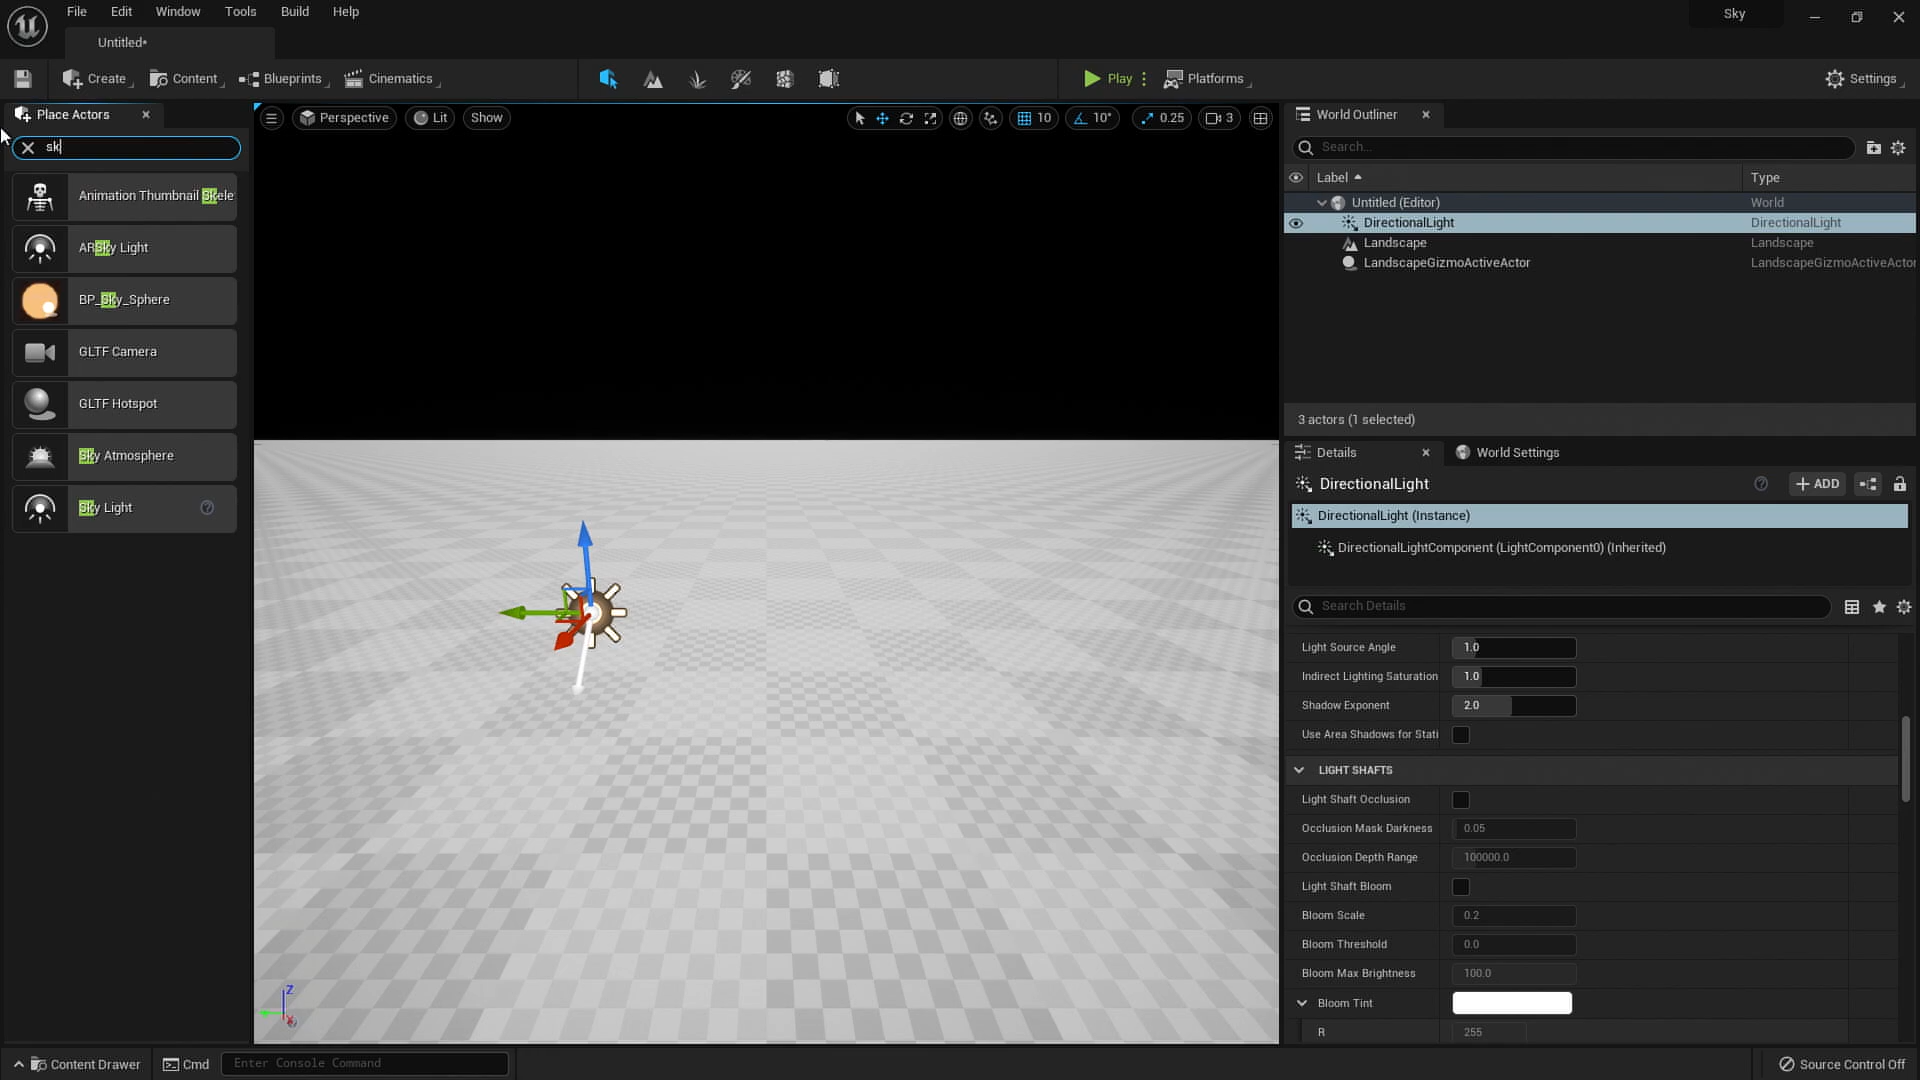 File Edit Window Tools Build Help
Sky
Untitled*
Create Content Blueprints Cinematics Play Platforms Settings
Place Actors
sk
Animation Thumbnail Skele
ARSky Light
BP_Sky_Sphere
GLTF Camera
GLTF Hotspot
Sky Atmosphere
Sky Light
Perspective Lit Show 10 10° 0.25 3
Z
X
World Outliner
Search...
Label Type
Untitled (Editor) World
DirectionalLight DirectionalLight
Landscape Landscape
LandscapeGizmoActiveActor LandscapeGizmoActiveActor
3 actors (1 selected)
Details World Settings
DirectionalLight ADD
DirectionalLight (Instance)
DirectionalLightComponent (LightComponent0) (Inherited)
Search Details
Light Source Angle 1.0
Indirect Lighting Saturation 1.0
Shadow Exponent 2.0
Use Area Shadows for Stati
LIGHT SHAFTS
Light Shaft Occlusion
Occlusion Mask Darkness 0.05
Occlusion Depth Range 100000.0
Light Shaft Bloom
Bloom Scale 0.2
Bloom Threshold 0.0
Bloom Max Brightness 100.0
Bloom Tint
R 255
Content Drawer Cmd Enter Console Command Source Control Off